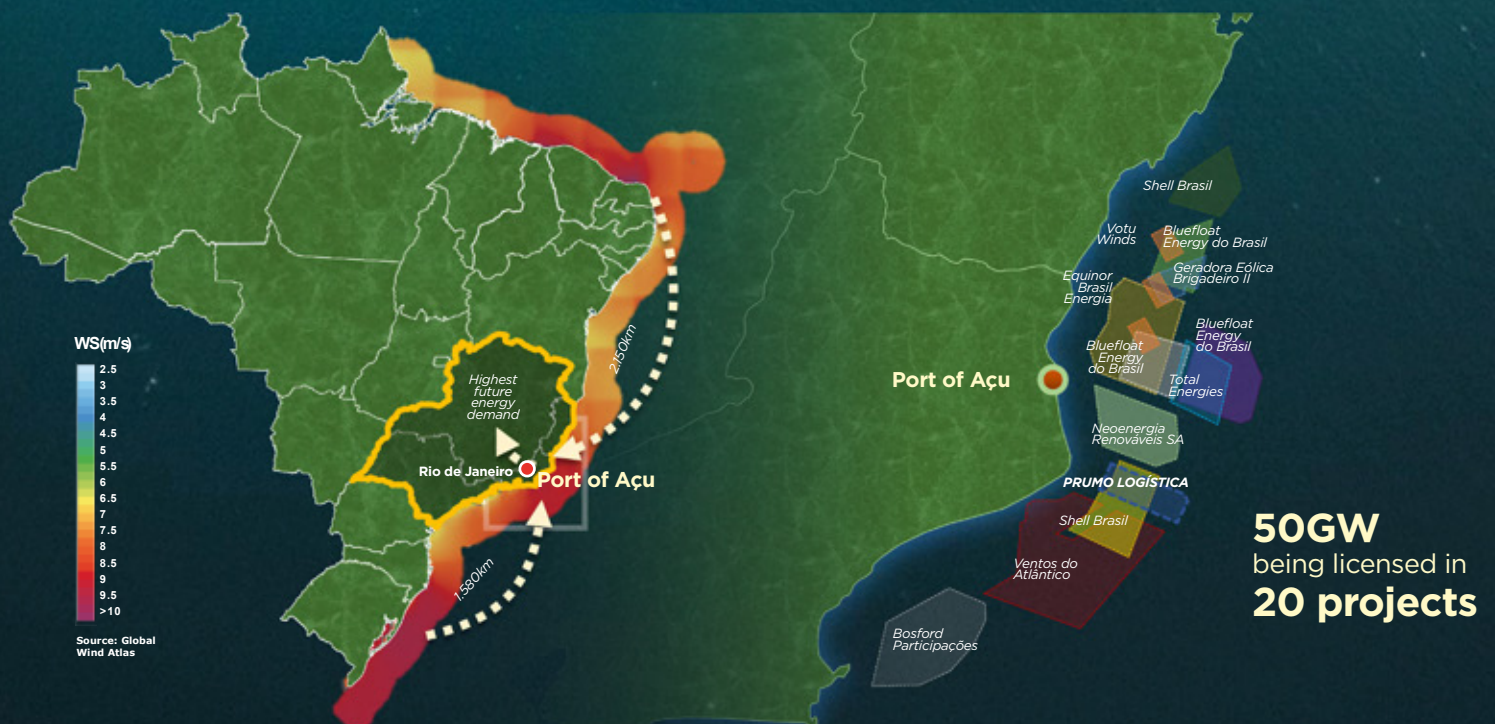 WS(m/s)
2.5
3
3.5
4
4.5
5
5.5
6
6.5
7
7.5
8
8.5
9
9.5
>10
Source: Global
Wind Atlas
Highest
future
energy
demand
Rio de Janeiro
Port of Açu
2.150km
1.580km
Port of Açu
Shell Brasil
Votu
Winds
Bluefloat
Energy do Brasil
Geradora Eólica
Brigadeiro II
Equinor
Brasil
Energia
Bluefloat
Energy
do Brasil
Bluefloat
Energy
do Brasil
Total
Energies
Neoenergia
Renováveis SA
PRUMO LOGÍSTICA
Shell Brasil
Ventos do
Atlântico
Bosford
Participações
50GW
being licensed in
20 projects